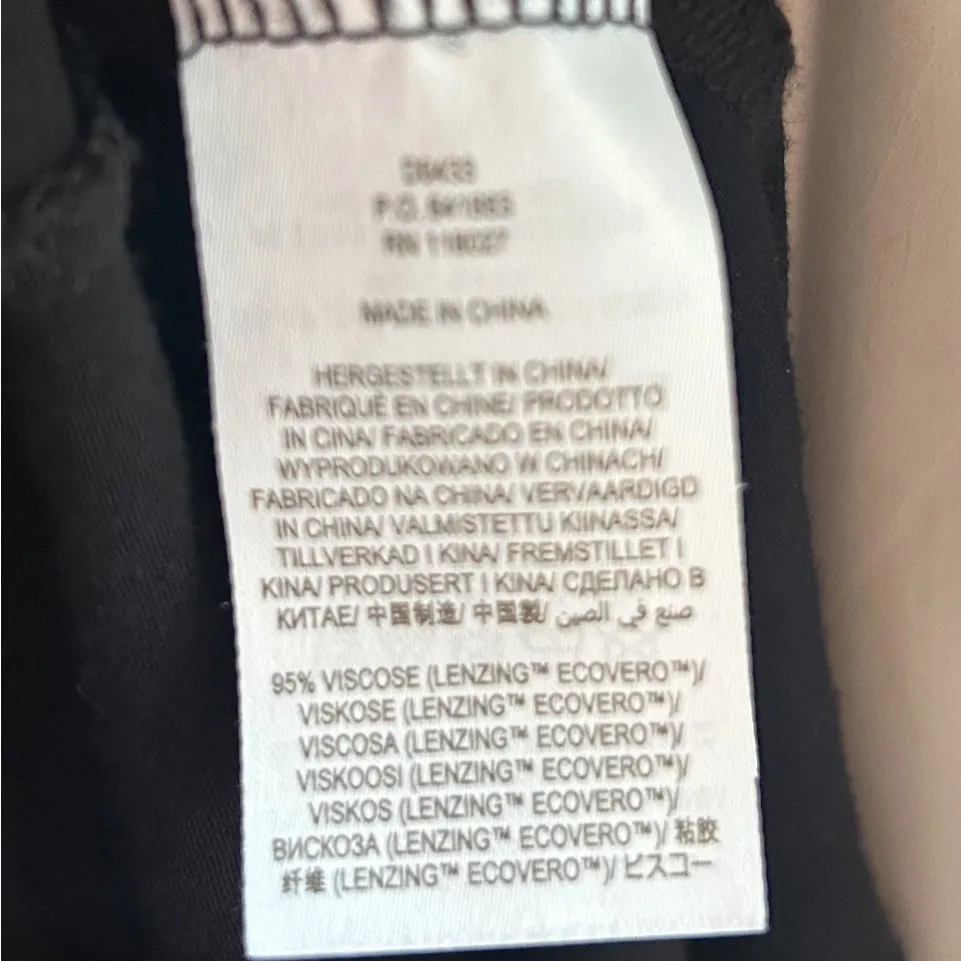 P.O. 641893
RN 118027
MADE IN CHINA
HERGESTELLT IN CHINA/
FABRIQUÉ EN CHINE/ PRODOTTO
IN CINA/ FABRICADO EN CHINA/
WYPRODUKOWANO W CHINACH/
FABRICADO NA CHINA/ VERVAARDIGD
IN CHINA/ VALMISTETTU KIINASSA/
TILLVERKAD I KINA/ FREMSTILLET I
KINA/ PRODUSERT I KINA/ СДЕЛАНО В
КИТАЕ/ 中国制造/ 中国製/ صنع في الصين
95% VISCOSE (LENZING™ ECOVERO™)/
VISKOSE (LENZING™ ECOVERO™)/
VISCOSA (LENZING™ ECOVERO™)/
VISKOOSI (LENZING™ ECOVERO™)/
VISKOS (LENZING™ ECOVERO™)/
ВИСКОЗА (LENZING™ ECOVERO™)/ 粘胶
纤维 (LENZING™ ECOVERO™)/ ビスコー